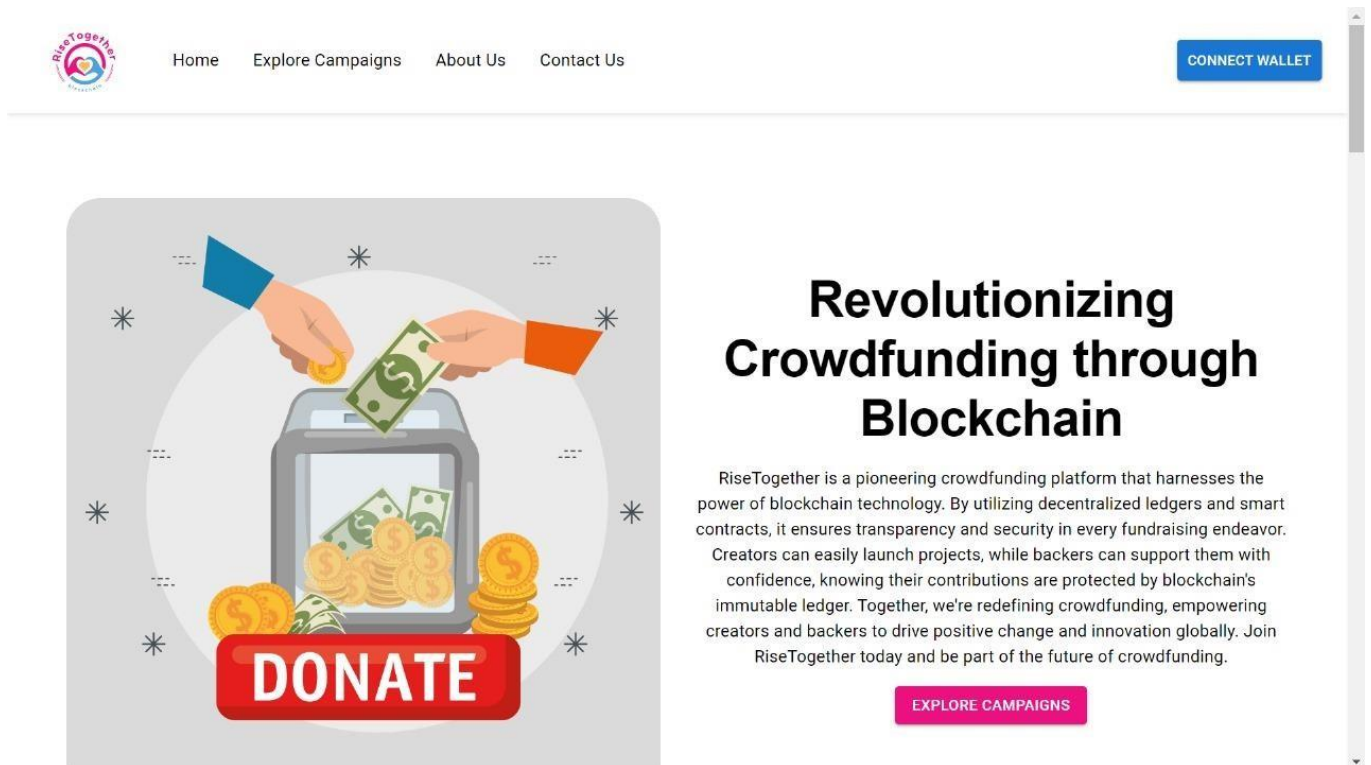 RiseTogether
Home
Explore Campaigns
About Us
Contact Us
CONNECT WALLET
Revolutionizing
Crowdfunding through
Blockchain
RiseTogether is a pioneering crowdfunding platform that harnesses the
power of blockchain technology. By utilizing decentralized ledgers and smart
contracts, it ensures transparency and security in every fundraising endeavor.
Creators can easily launch projects, while backers can support them with
confidence, knowing their contributions are protected by blockchain's
immutable ledger. Together, we're redefining crowdfunding, empowering
creators and backers to drive positive change and innovation globally. Join
RiseTogether today and be part of the future of crowdfunding.
EXPLORE CAMPAIGNS
DONATE